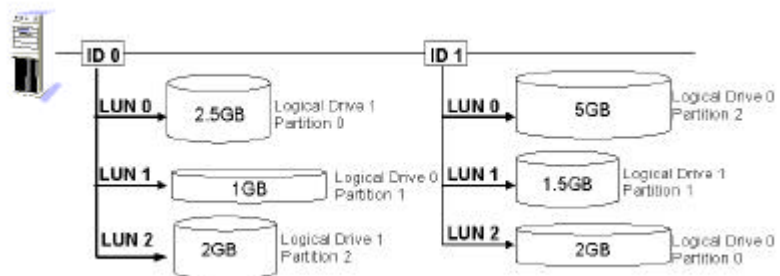 ID 0
ID 1
LUN 0
2.5GB
Logical Drive 1
Partition 0
LUN 1
1GB
Logical Drive 0
Partition 1
LUN 2
2GB
Logical Drive 1
Partition 2
LUN 0
5GB
Logical Drive 0
Partition 2
LUN 1
1.5GB
Logical Drive 1
Partition 1
LUN 2
2GB
Logical Drive 0
Partition 0